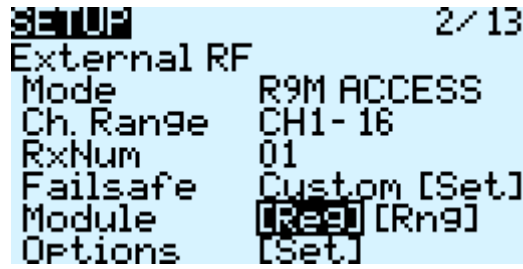 SETUP 2/13
External RF
Mode R9M ACCESS
Ch. Range CH1-16
RxNum 01
Failsafe Custom [Set]
Module [Reg] [Rng]
Options [Set]